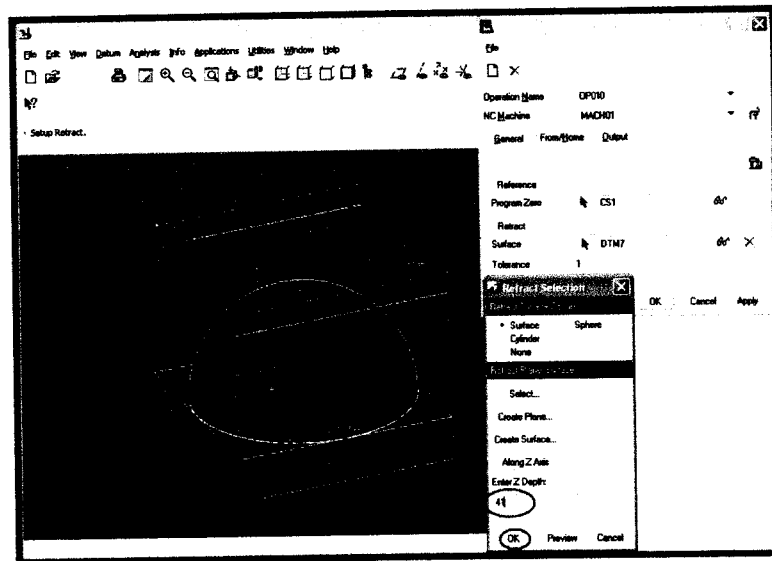 File Edit View Datum Analysis Info Applications Utilities Window Help
Setup Retract.
File
Operation Name OP010
NC Machine MACH01
General From/Home Output
Reference
Program Zero CS1
Retract
Surface DTM7
Tolerance 1
OK Cancel Apply
Retract Selection
Surface Sphere
Cylinder
None
Select...
Create Plane...
Create Surface...
Along Z Axis
Enter Z Depth:
OK Preview Cancel